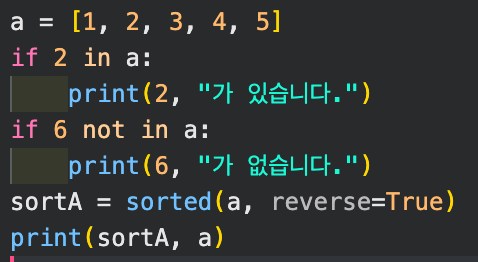 a = [1, 2, 3, 4, 5]
if 2 in a:
    print(2, "가 있습니다.")
if 6 not in a:
    print(6, "가 없습니다.")
sortA = sorted(a, reverse=True)
print(sortA, a)